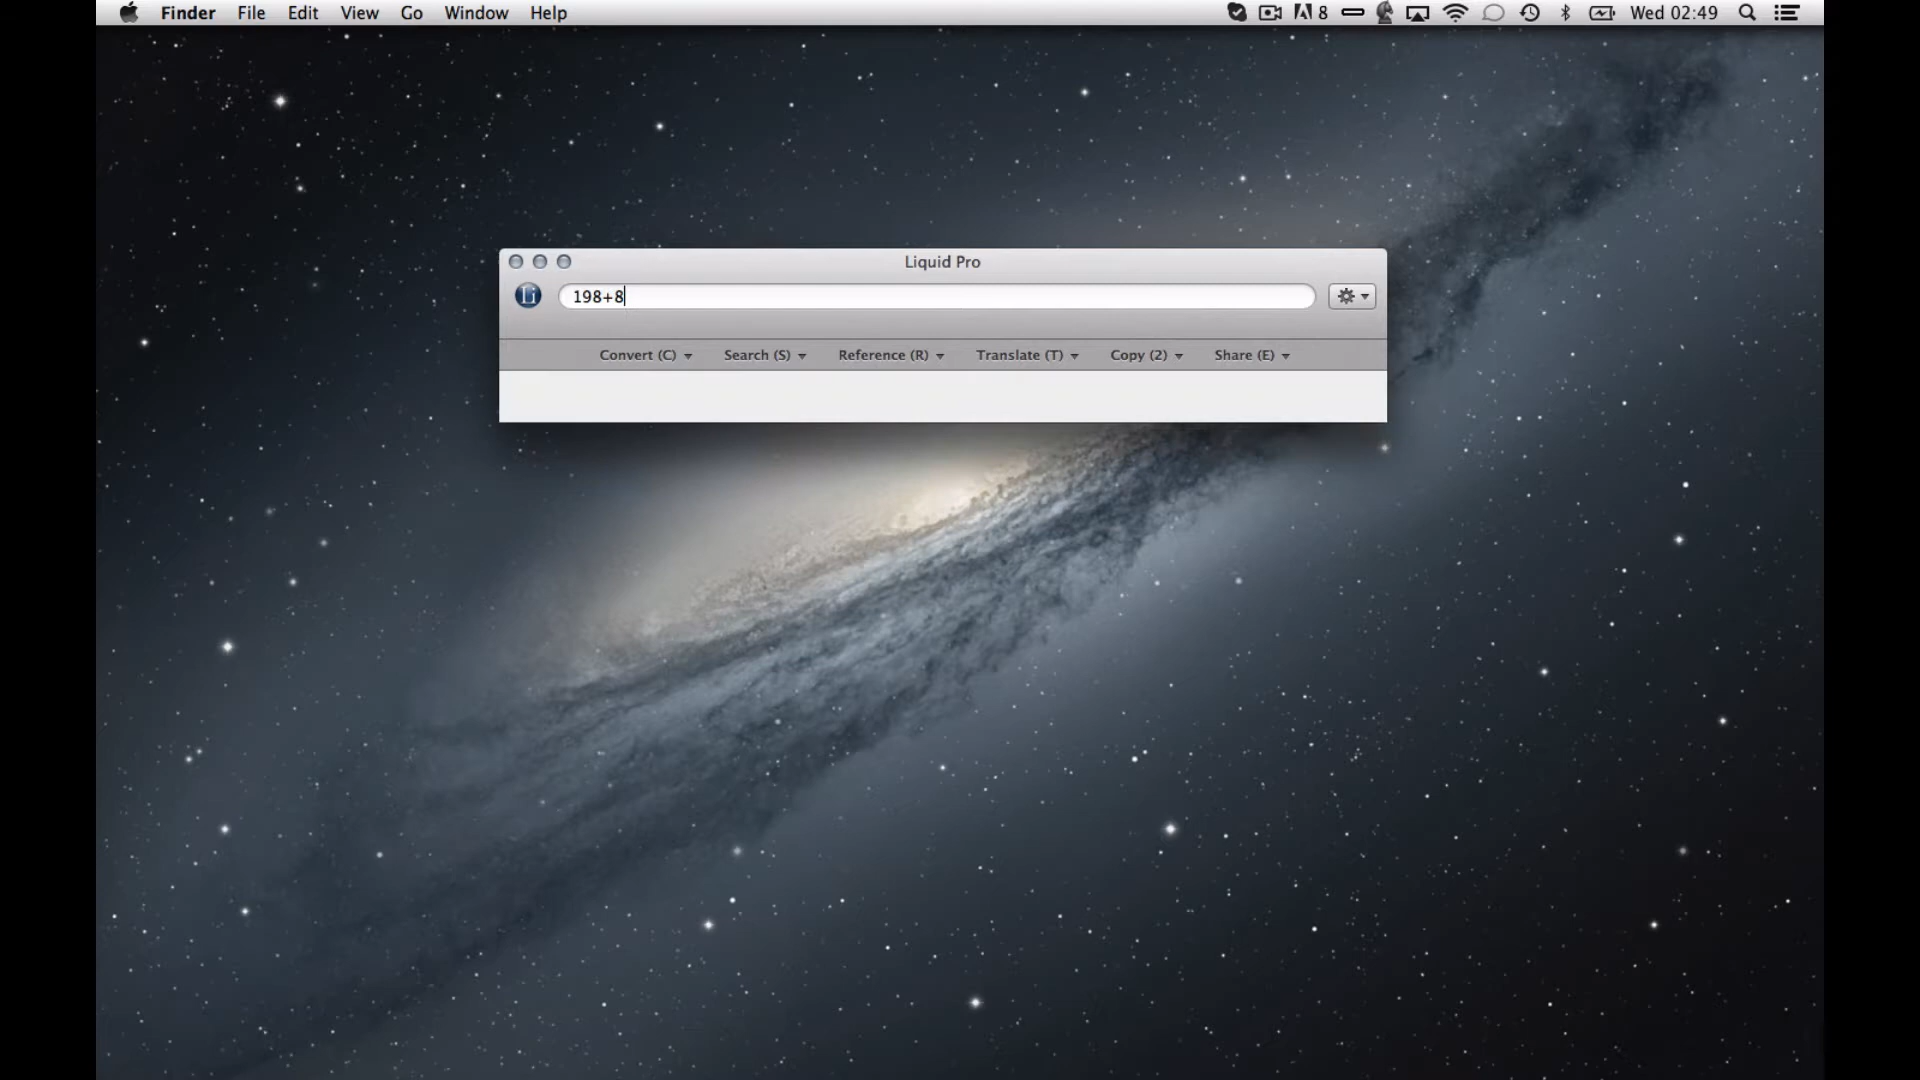 Finder File Edit View Go Window Help 8 Wed 02:49
Liquid Pro
Li 198+8
Convert (C) Search (S) Reference (R) Translate (T) Copy (2) Share (E)